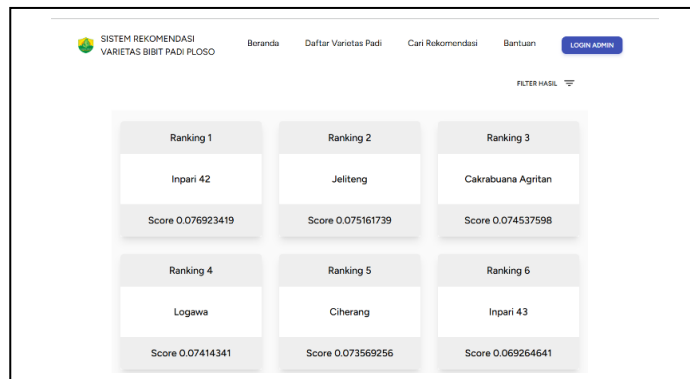 SISTEM REKOMENDASI
VARIETAS BIBIT PADI PLOSO
Beranda
Daftar Varietas Padi
Cari Rekomendasi
Bantuan
LOGIN ADMIN
FILTER HASIL
Ranking 1
Inpari 42
Score 0.076923419
Ranking 2
Jeliteng
Score 0.075161739
Ranking 3
Cakrabuana Agritan
Score 0.074537598
Ranking 4
Logawa
Score 0.07414341
Ranking 5
Ciherang
Score 0.073569256
Ranking 6
Inpari 43
Score 0.069264641